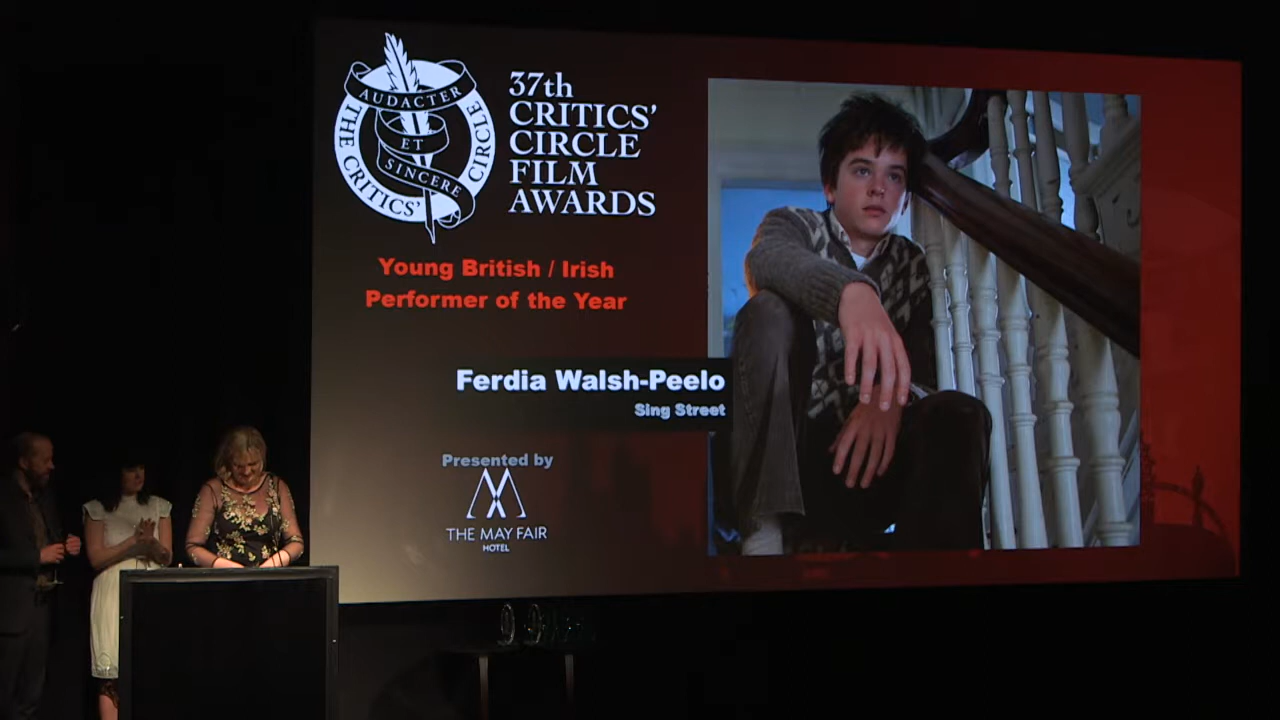 AUDACTER
ET
SINCERE
THE CRITICS' CIRCLE
37th
CRITICS'
CIRCLE
FILM
AWARDS
Young British / Irish
Performer of the Year
Ferdia Walsh-Peelo
Sing Street
Presented by
THE MAY FAIR
HOTEL